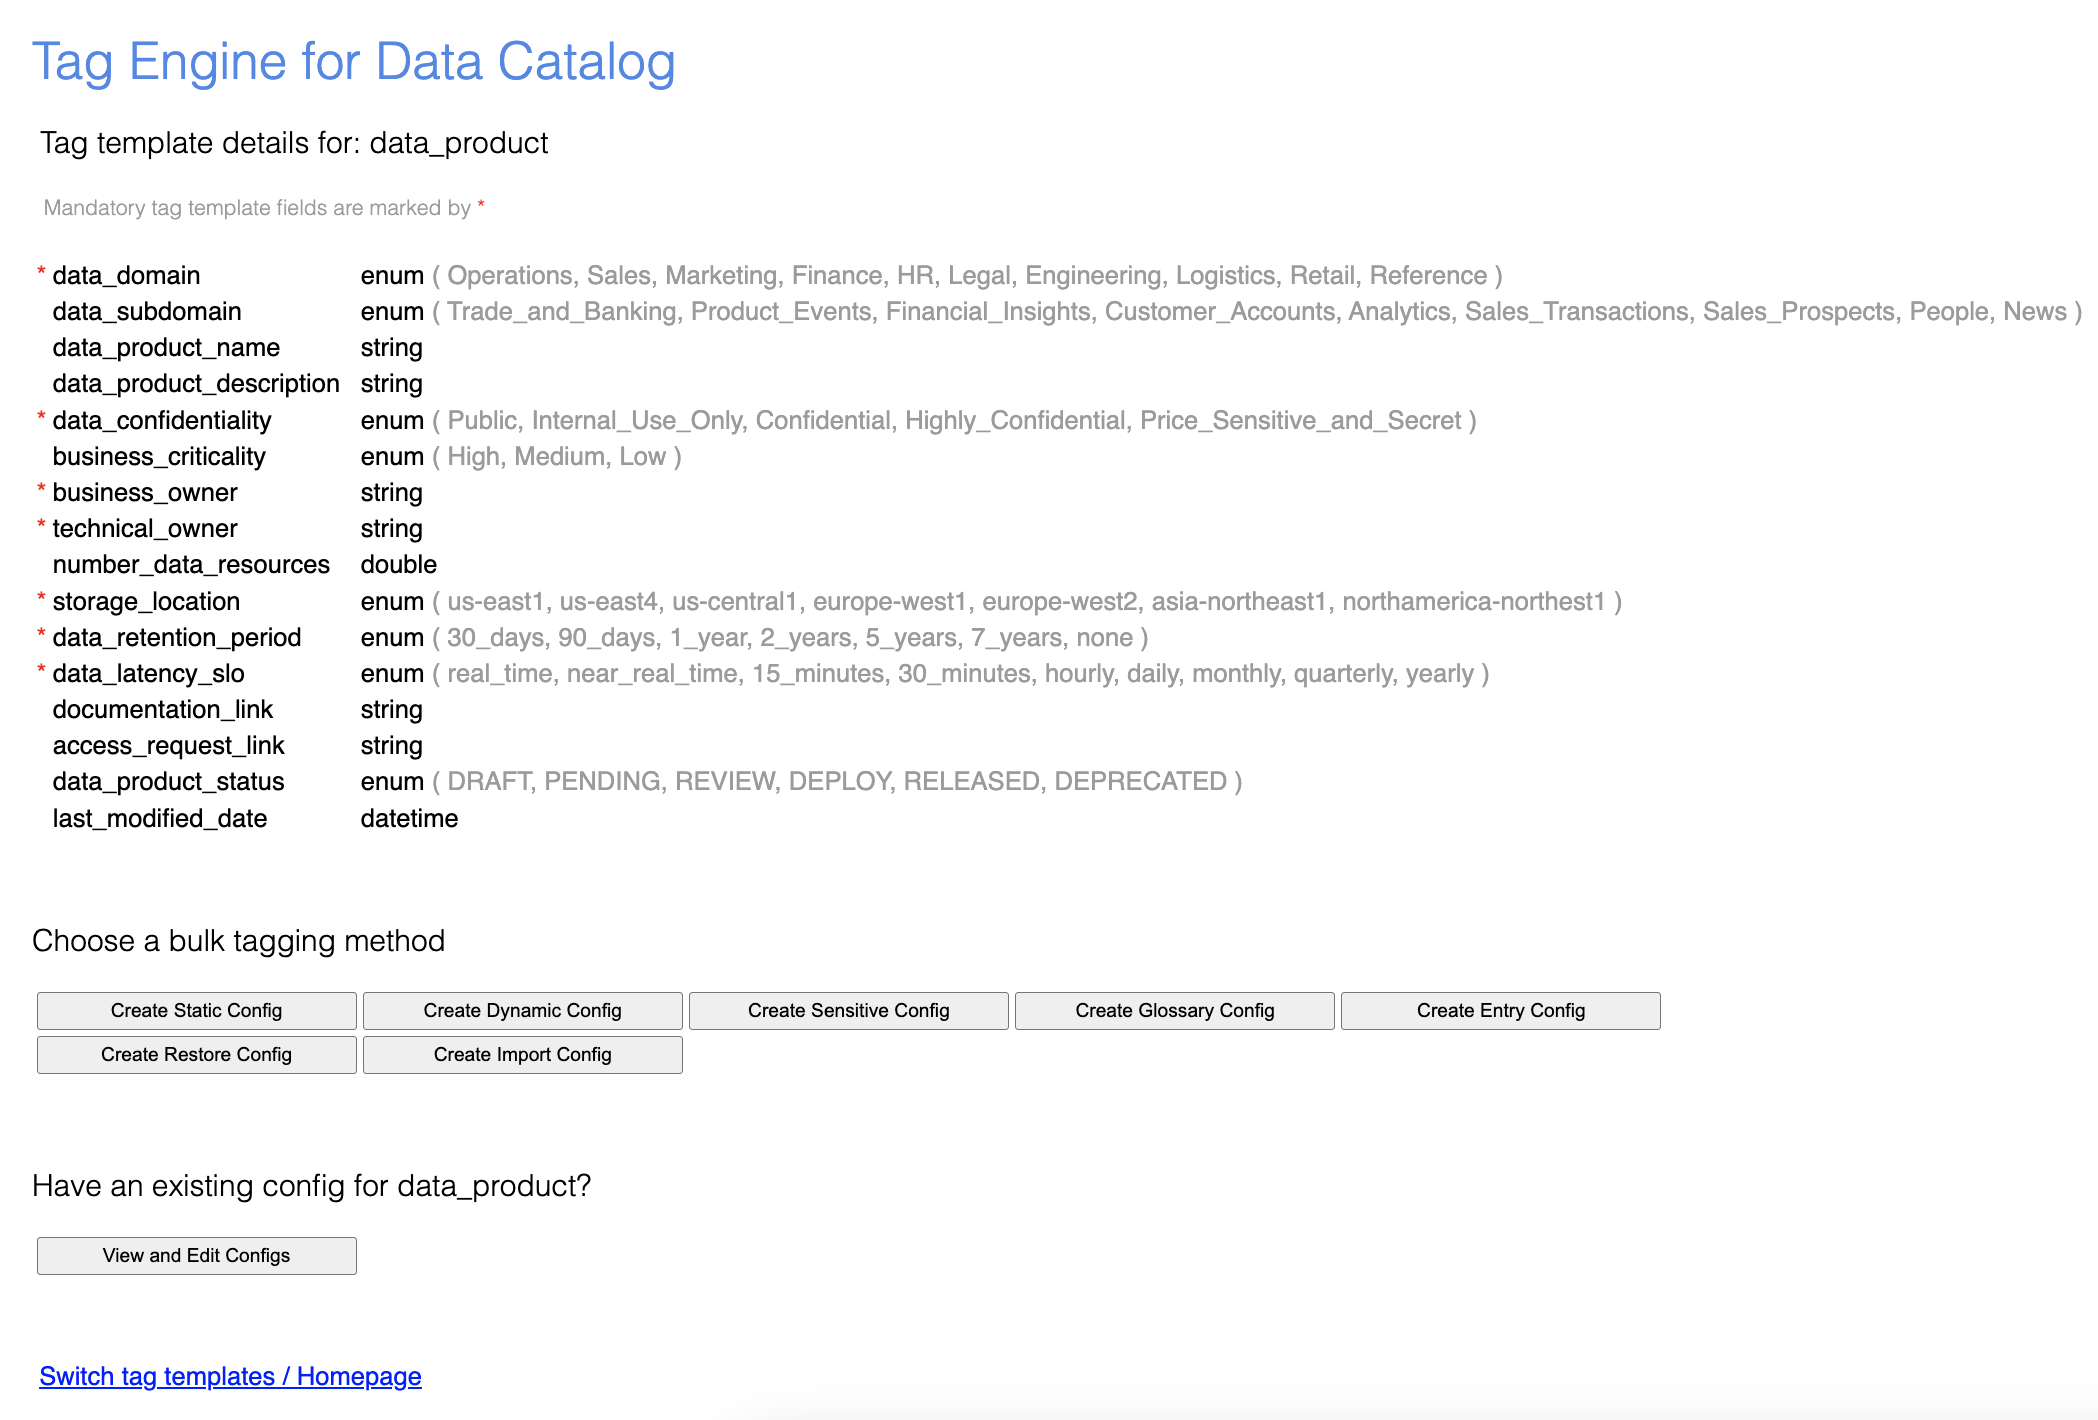 Tag Engine for Data Catalog
Tag template details for: data_product
Mandatory tag template fields are marked by *
* data_domain enum ( Operations, Sales, Marketing, Finance, HR, Legal, Engineering, Logistics, Retail, Reference )
data_subdomain enum ( Trade_and_Banking, Product_Events, Financial_Insights, Customer_Accounts, Analytics, Sales_Transactions, Sales_Prospects, People, News )
data_product_name string
data_product_description string
* data_confidentiality enum ( Public, Internal_Use_Only, Confidential, Highly_Confidential, Price_Sensitive_and_Secret )
business_criticality enum ( High, Medium, Low )
* business_owner string
* technical_owner string
number_data_resources double
* storage_location enum ( us-east1, us-east4, us-central1, europe-west1, europe-west2, asia-northeast1, northamerica-northest1 )
* data_retention_period enum ( 30_days, 90_days, 1_year, 2_years, 5_years, 7_years, none )
* data_latency_slo enum ( real_time, near_real_time, 15_minutes, 30_minutes, hourly, daily, monthly, quarterly, yearly )
documentation_link string
access_request_link string
data_product_status enum ( DRAFT, PENDING, REVIEW, DEPLOY, RELEASED, DEPRECATED )
last_modified_date datetime
Choose a bulk tagging method
Create Static Config Create Dynamic Config Create Sensitive Config Create Glossary Config Create Entry Config
Create Restore Config Create Import Config
Have an existing config for data_product?
View and Edit Configs
Switch tag templates / Homepage